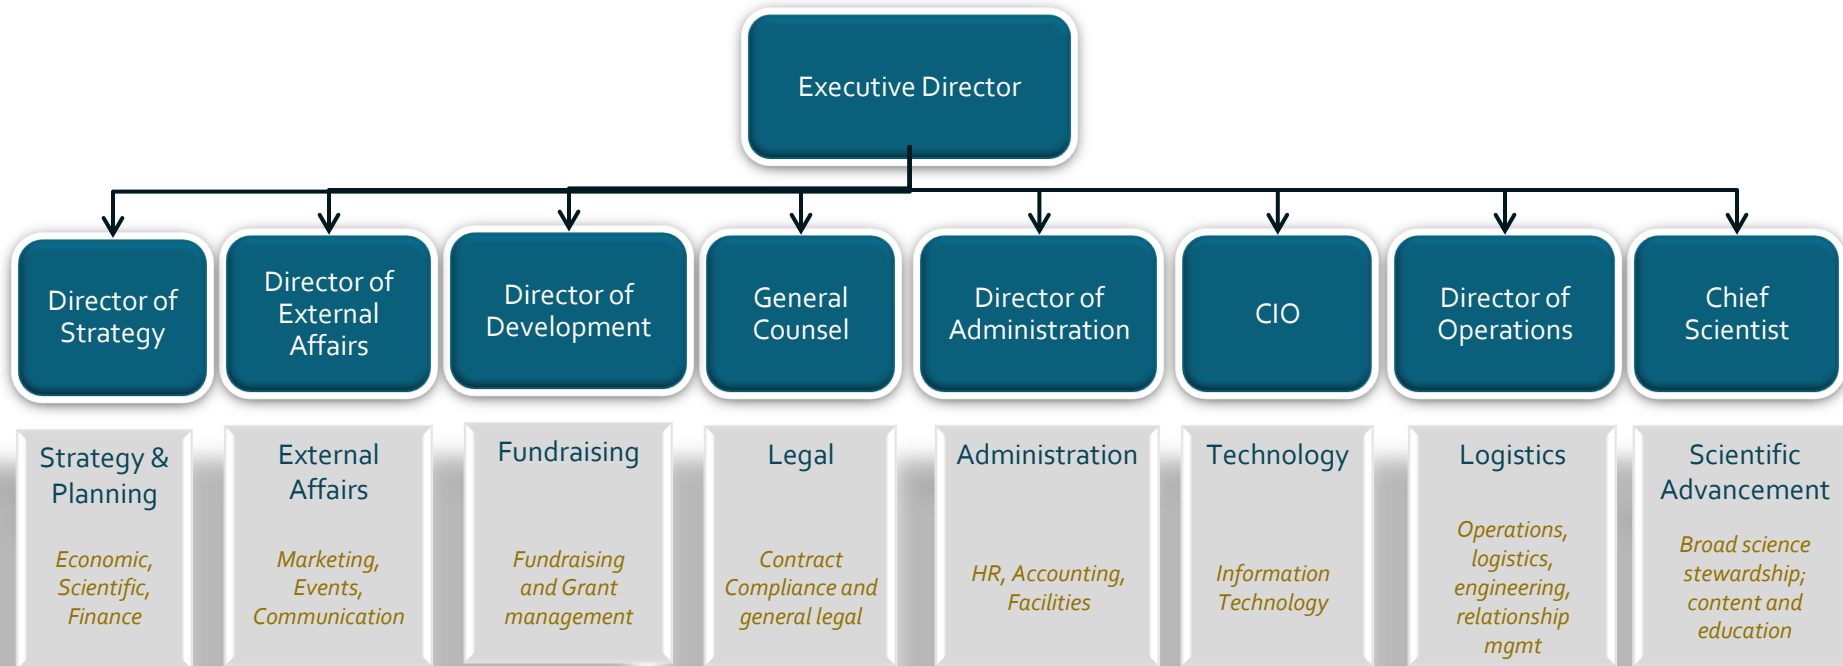 Executive Director
Director of
Strategy
Director of
External
Affairs
Director of
Development
General
Counsel
Director of
Administration
CIO
Director of
Operations
Chief
Scientist
Strategy &
Planning
Economic,
Scientific,
Finance
External
Affairs
Marketing,
Events,
Communication
Fundraising
Fundraising
and Grant
management
Legal
Contract
Compliance and
general legal
Administration
HR, Accounting,
Facilities
Technology
Information
Technology
Logistics
Operations,
logistics,
engineering,
relationship
mgmt
Scientific
Advancement
Broad science
stewardship;
content and
education